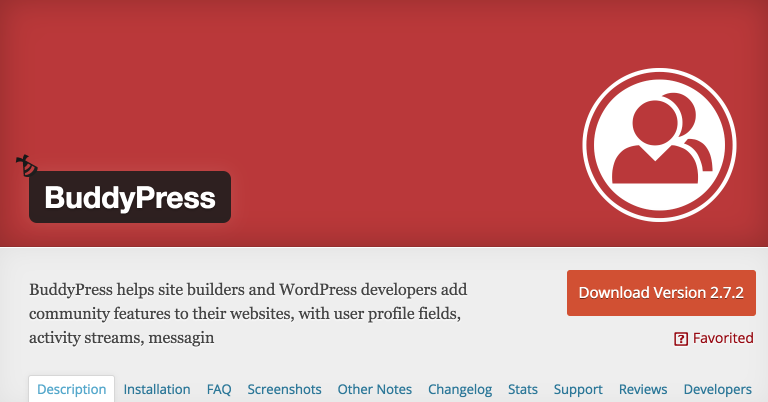 BuddyPress
BuddyPress helps site builders and WordPress developers add
community features to their websites, with user profile fields,
activity streams, messagin
Download Version 2.7.2
? Favorited
Description Installation FAQ Screenshots Other Notes Changelog Stats Support Reviews Developers